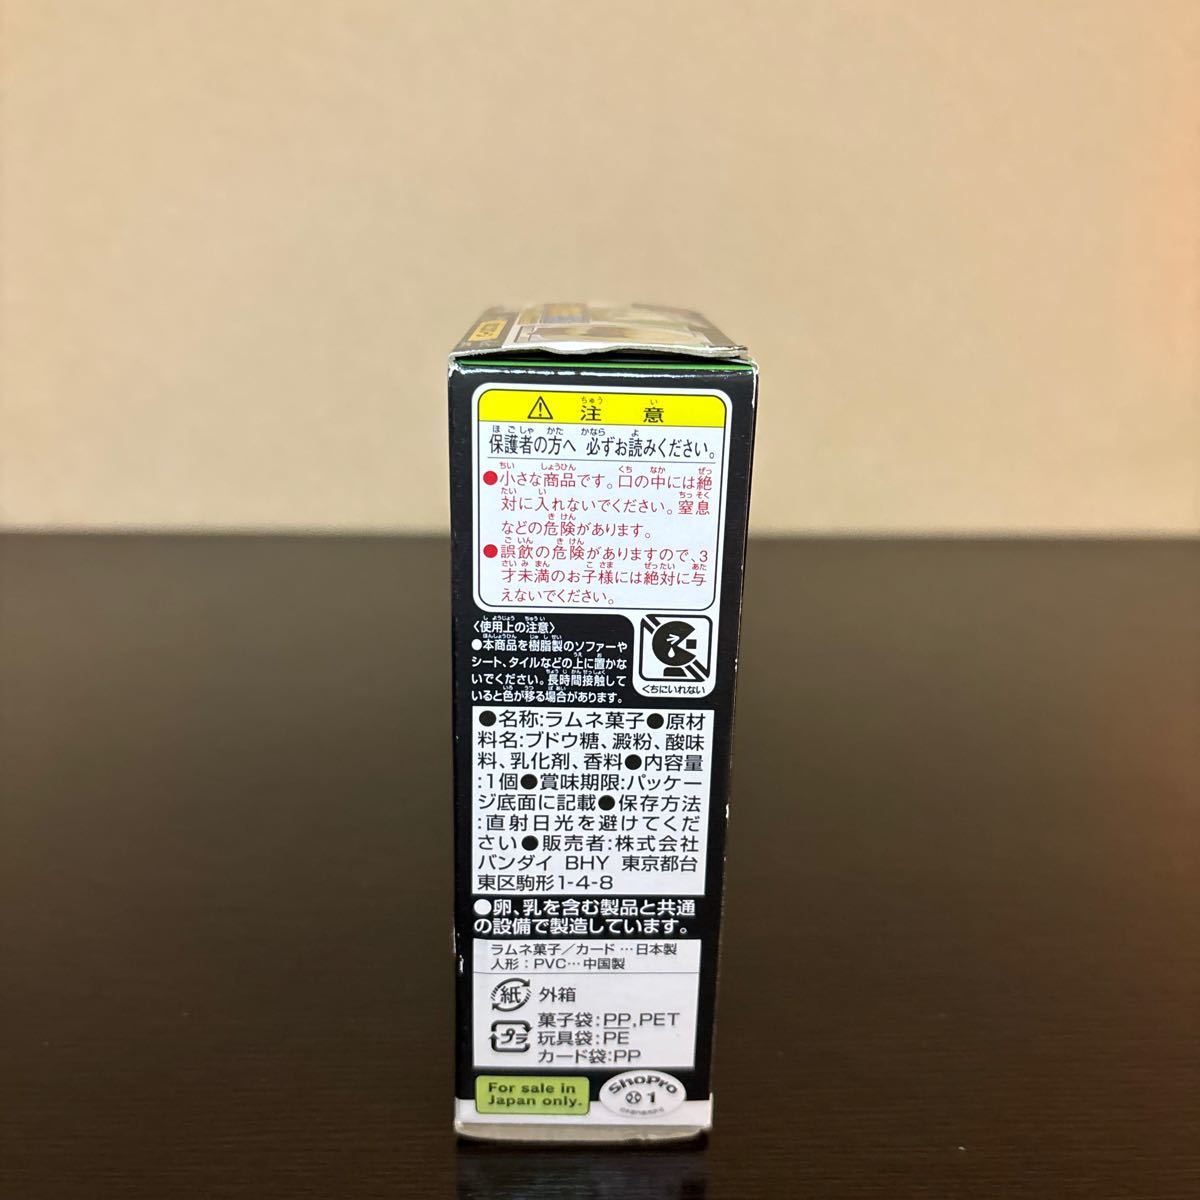 注意
保護者の方へ 必ずお読みください。
●小さな商品です。口の中には絶
対に入れないでください。窒息
などの危険があります。
●誤飲の危険がありますので、3
才未満のお子様には絶対に与
えないでください。
〈使用上の注意〉
●本商品を樹脂製のソファーや
シート、タイルなどの上に置かな
いでください。長時間接触して
いると色が移る場合があります。
くちにいれない
●名称:ラムネ菓子●原材
料名:ブドウ糖、澱粉、酸味
料、乳化剤、香料●内容量
:1個●賞味期限:パッケー
ジ底面に記載●保存方法
:直射日光を避けてくだ
さい●販売者:株式会社
バンダイ BHY 東京都台
東区駒形1-4-8
●卵、乳を含む製品と共通
の設備で製造しています。
ラムネ菓子／カード…日本製
人形：PVC…中国製
紙 外箱
プラ
菓子袋:PP,PET
玩具袋:PE
カード袋:PP
For sale in
Japan only.
ShoPro
1